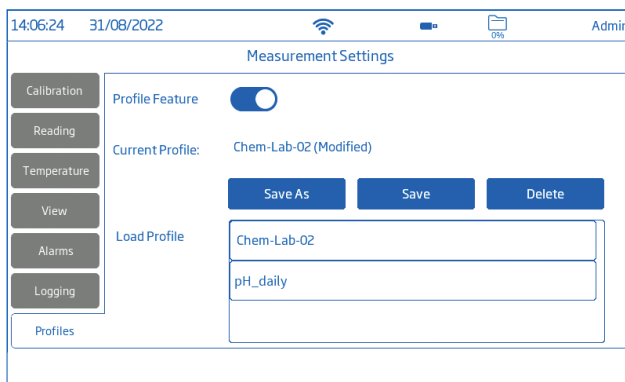 14:06:24 31/08/2022 0% Admin
Measurement Settings
Calibration
Profile Feature
Reading
Current Profile: Chem-Lab-02 (Modified)
Temperature
Save As Save Delete
View
Load Profile
Chem-Lab-02
Alarms
pH_daily
Logging
Profiles